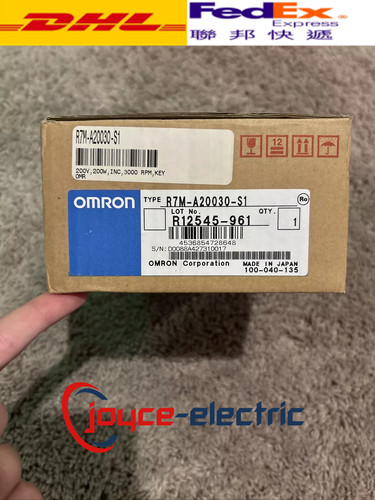 DHL
FedEx
Express
聯邦快遞
R7M-A20030-S1
200V,200W,INC,3000 RPM,KEY
OMR
12
OMRON
TYPE R7M-A20030-S1
Ro
LOT No. QTY.
R12545-961 1
4536854728648
S/N:D0088A427310017
OMRON Corporation MADE IN JAPAN
100-040-135
joyce-electric